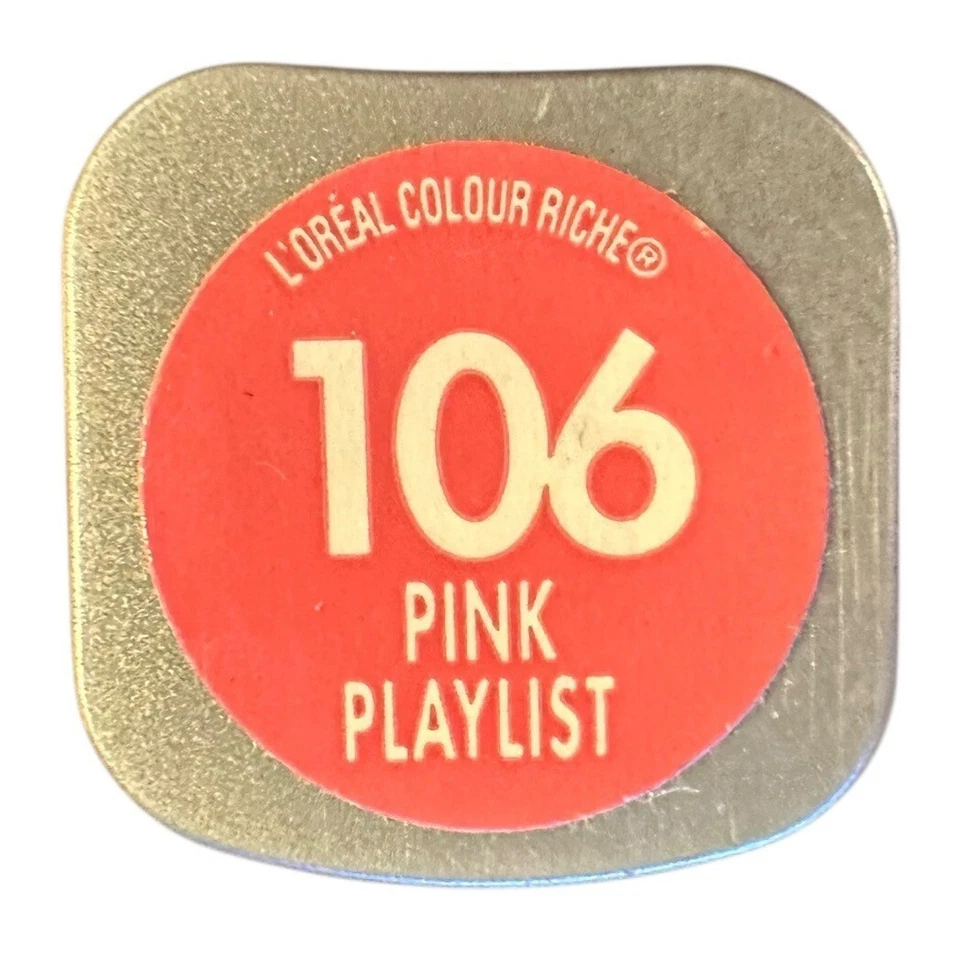 L'ORÉAL COLOUR RICHE®
106
PINK
PLAYLIST